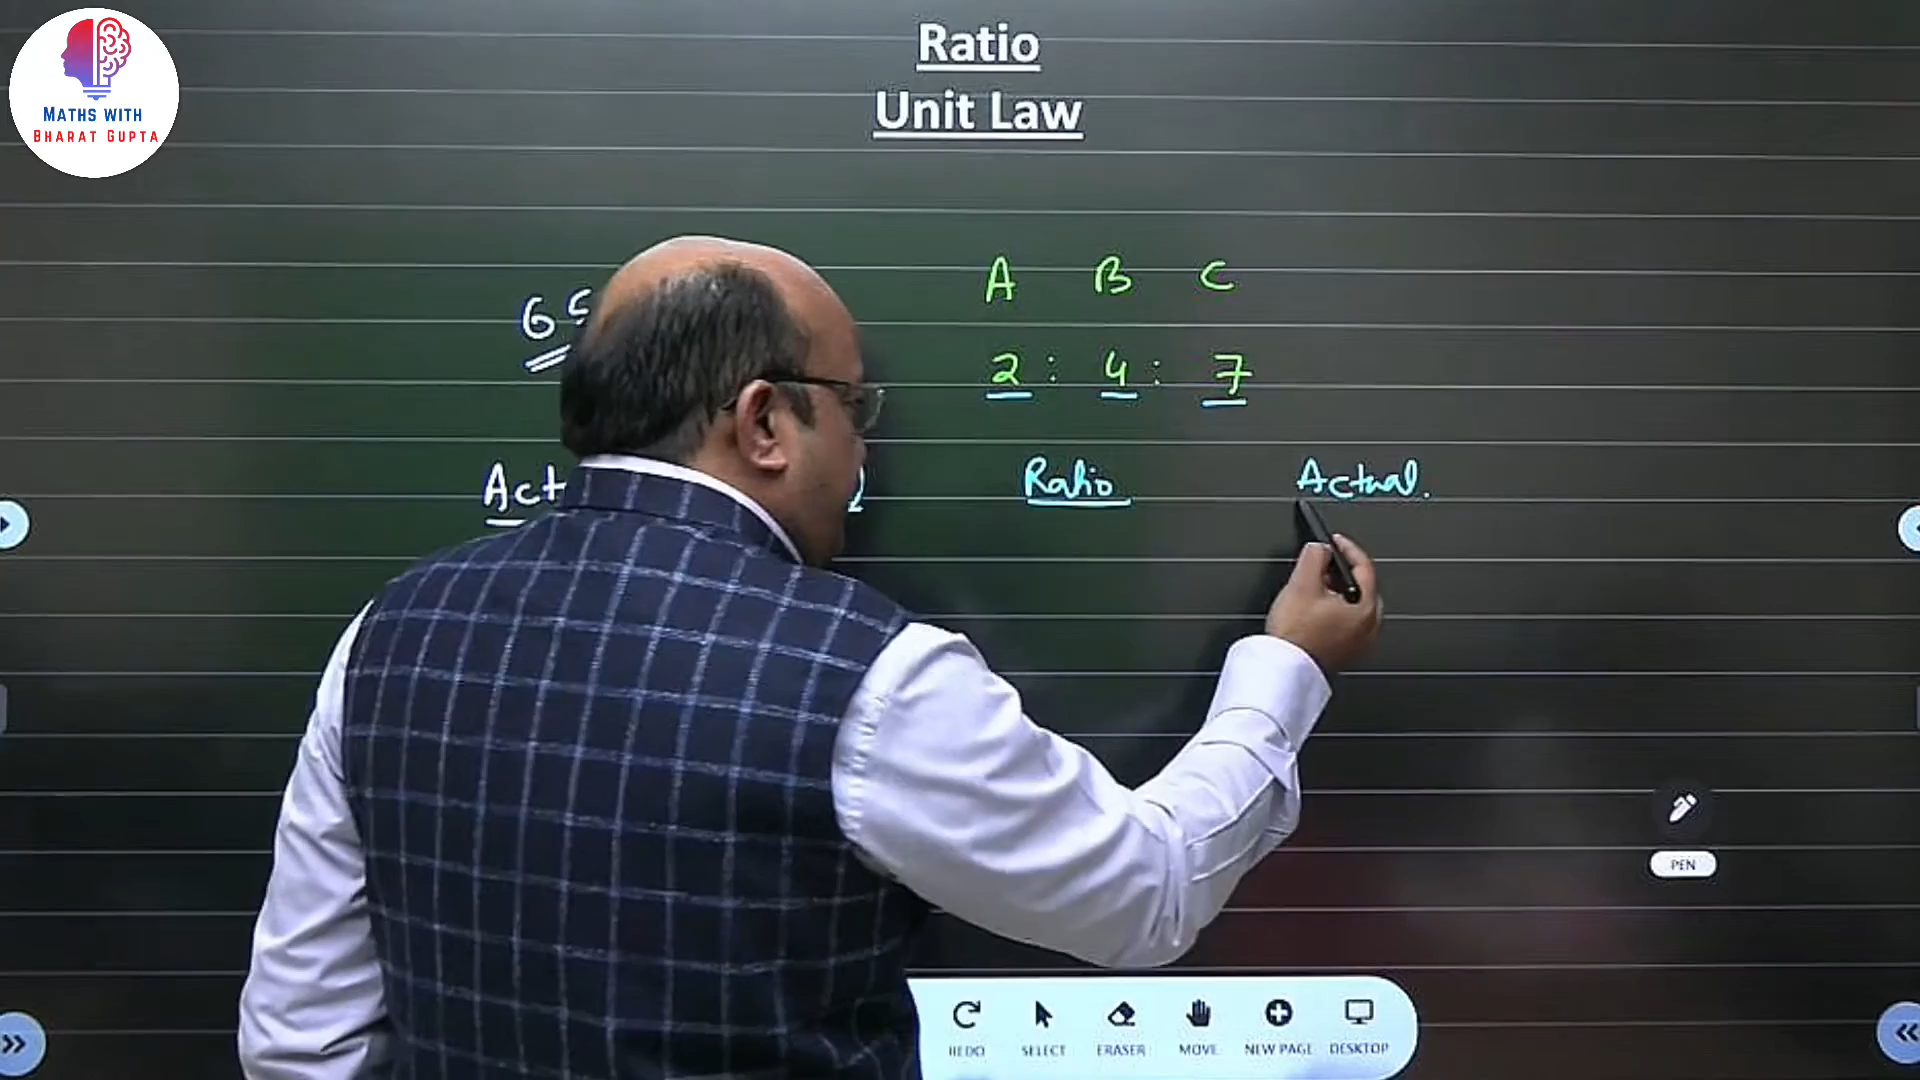 MATHS WITH
BHARAT GUPTA
Ratio
Unit Law
A B C
6
2 : 4 : 7
Ratio Actual.
PEN
REDO SELECT ERASER MOVE NEW PAGE DESKTOP